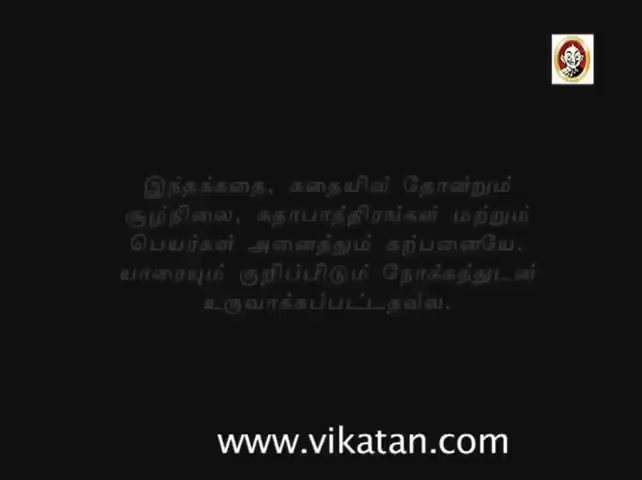 இந்தக்கதை, கதையில் தோன்றும்
சூழ்நிலை, கதாபாத்திரங்கள் மற்றும்
பெயர்கள் அனைத்தும் கற்பனையே.
யாரையும் குறிப்பிடும் நோக்கத்துடன்
உருவாக்கப்பட்டதல்ல.
www.vikatan.com